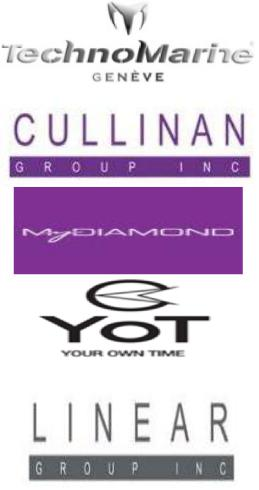 TechnoMarine
GENÈVE
CULLINAN
GROUP INC
MyDIAMOND
YoT
YOUR OWN TIME
LINEAR
GROUP INC